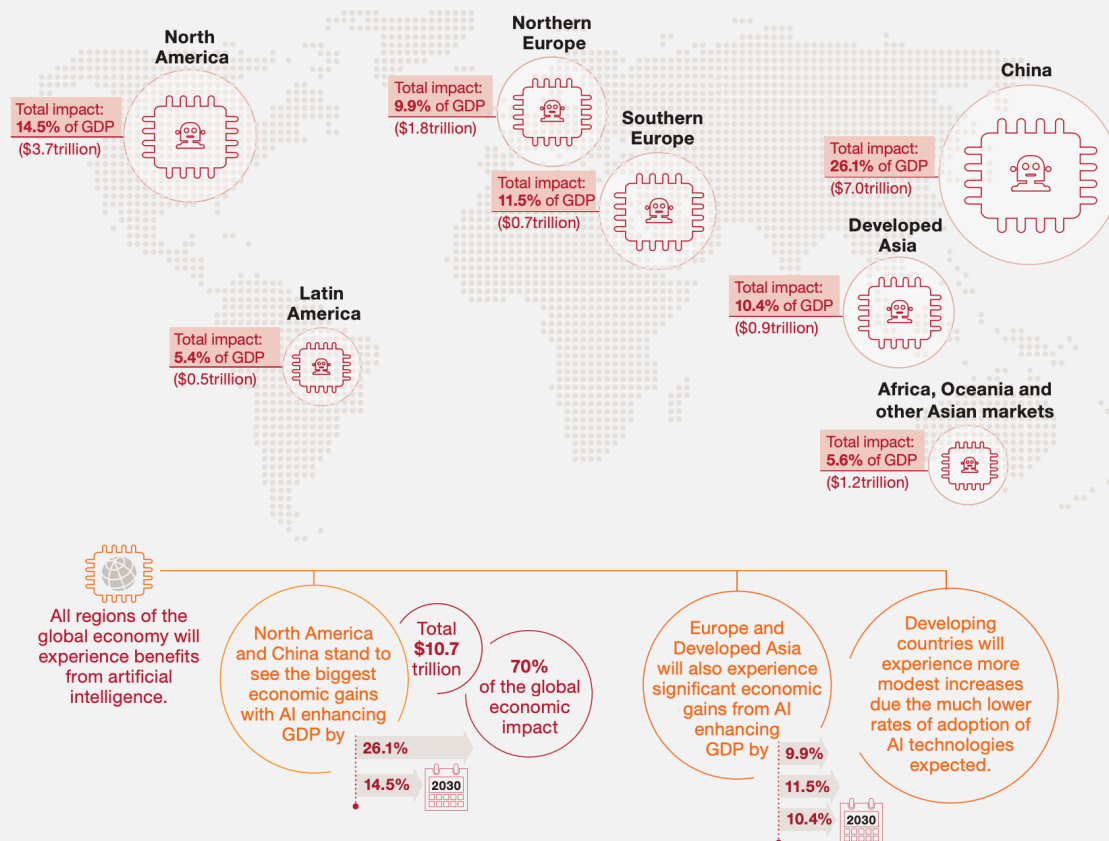 North
America
Total impact:
14.5% of GDP
($3.7trillion)
Northern
Europe
Total impact:
9.9% of GDP
($1.8trillion)
Southern
Europe
Total impact:
11.5% of GDP
($0.7trillion)
China
Total impact:
26.1% of GDP
($7.0trillion)
Developed
Asia
Total impact:
10.4% of GDP
($0.9trillion)
Latin
America
Total impact:
5.4% of GDP
($0.5trillion)
Africa, Oceania and
other Asian markets
Total impact:
5.6% of GDP
($1.2trillion)
All regions of the
global economy will
experience benefits
from artificial
intelligence.
North America
and China stand to
see the biggest
economic gains
with AI enhancing
GDP by
26.1%
14.5%
2030
Total
$10.7
trillion
70%
of the global
economic
impact
Europe and
Developed Asia
will also experience
significant economic
gains from AI
enhancing
GDP by
9.9%
11.5%
10.4%
2030
Developing
countries will
experience more
modest increases
due the much lower
rates of adoption of
AI technologies
expected.